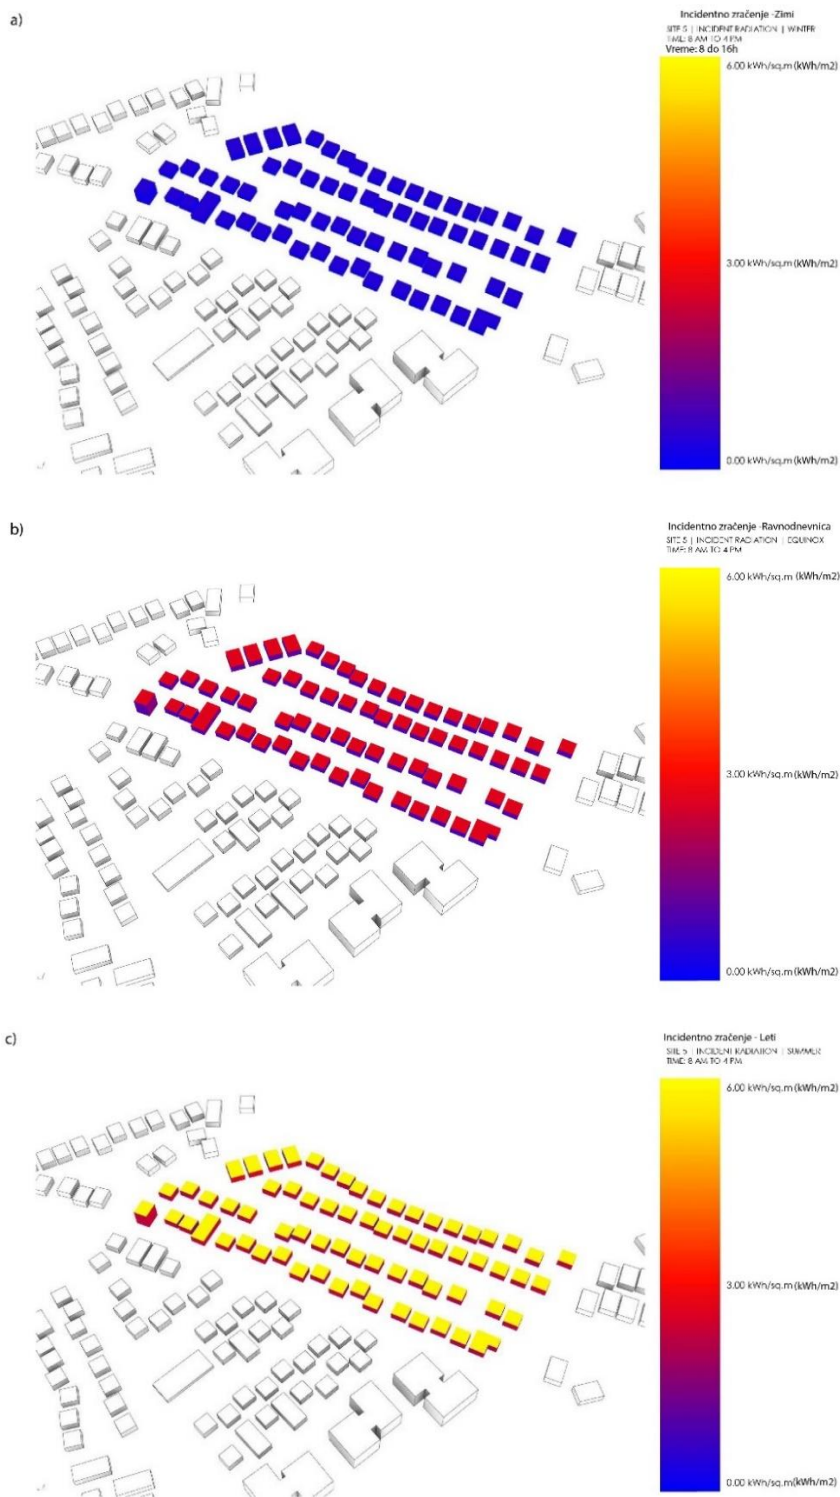 a)
Incidentno zračenje -Zimi
SITE 5 | INCIDENT RADIATION | WINTER
TIME: 8 AM TO 4 PM
Vreme: 8 do 16h
6.00 kWh/sq.m (kWh/m2)
3.00 kWh/sq.m (kWh/m2)
0.00 kWh/sq.m (kWh/m2)
b)
Incidentno zračenje -Ravnodnevnica
SITE 5 | INCIDENT RADIATION | EQUINOX
TIME: 8 AM TO 4 PM
6.00 kWh/sq.m (kWh/m2)
3.00 kWh/sq.m (kWh/m2)
0.00 kWh/sq.m (kWh/m2)
c)
Incidentno zračenje - Leti
SITE 5 | INCIDENT RADIATION | SUMMER
TIME: 8 AM TO 4 PM
6.00 kWh/sq.m (kWh/m2)
3.00 kWh/sq.m (kWh/m2)
0.00 kWh/sq.m (kWh/m2)